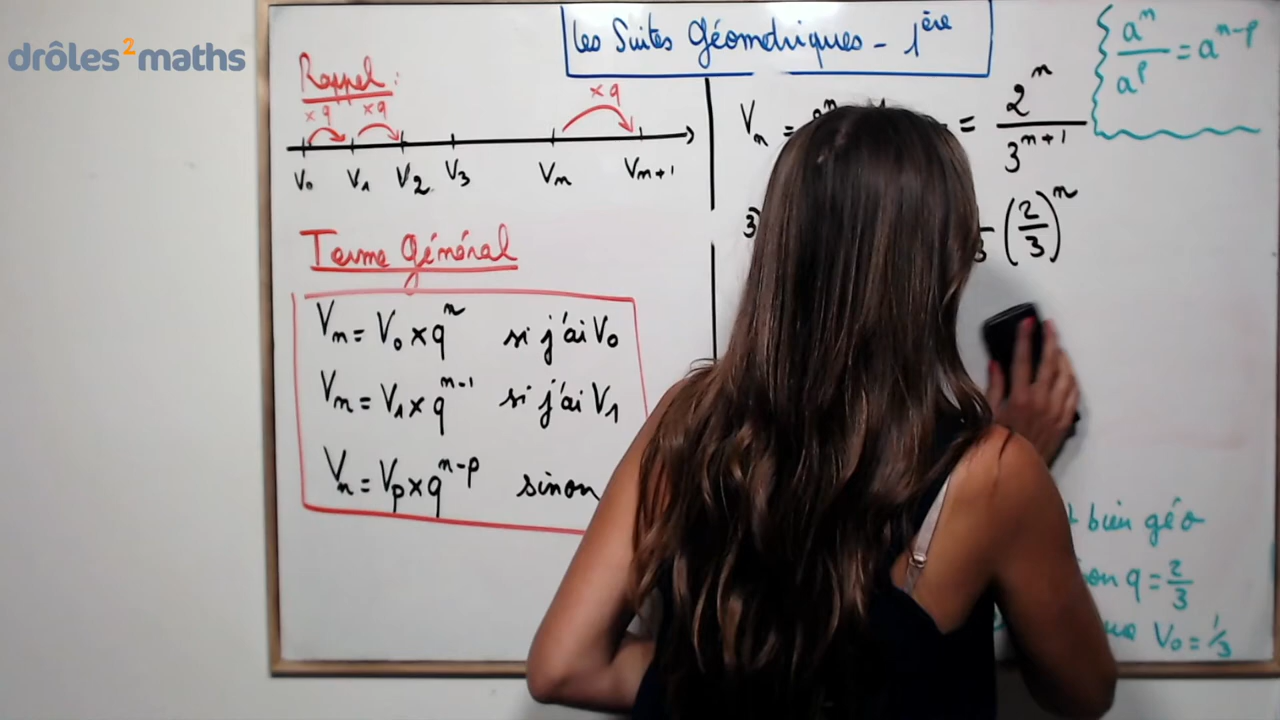 drôles2maths
Les Suites Géométriques - 1ère
Rappel:
×q ×q ×q
V0 V1 V2 V3 Vn Vn+1
Terme général
Vn = V0 × q^n si j'ai V0
Vn = V1 × q^n-1 si j'ai V1
Vn = Vp × q^n-p sinon
a^n / a^p = a^n-p
Vn = = 2^n / 3^n+1
3) (2/3)^n
bien géo
q = 2/3
V0 = 1/3